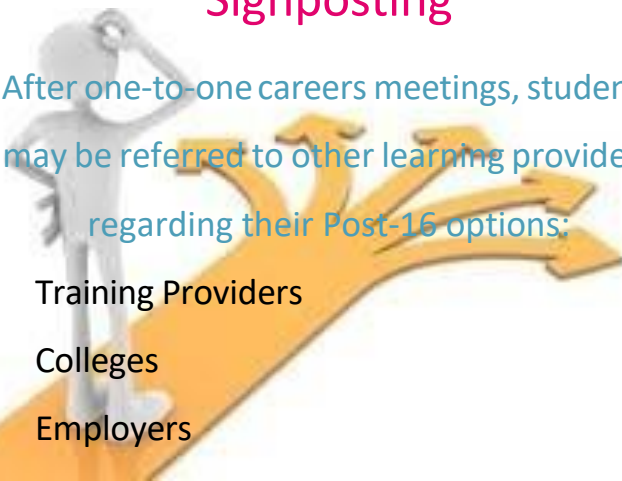 Signposting
After one-to-one careers meetings, studen
may be referred to other learning provide
regarding their Post-16 options:
Training Providers
Colleges
Employers